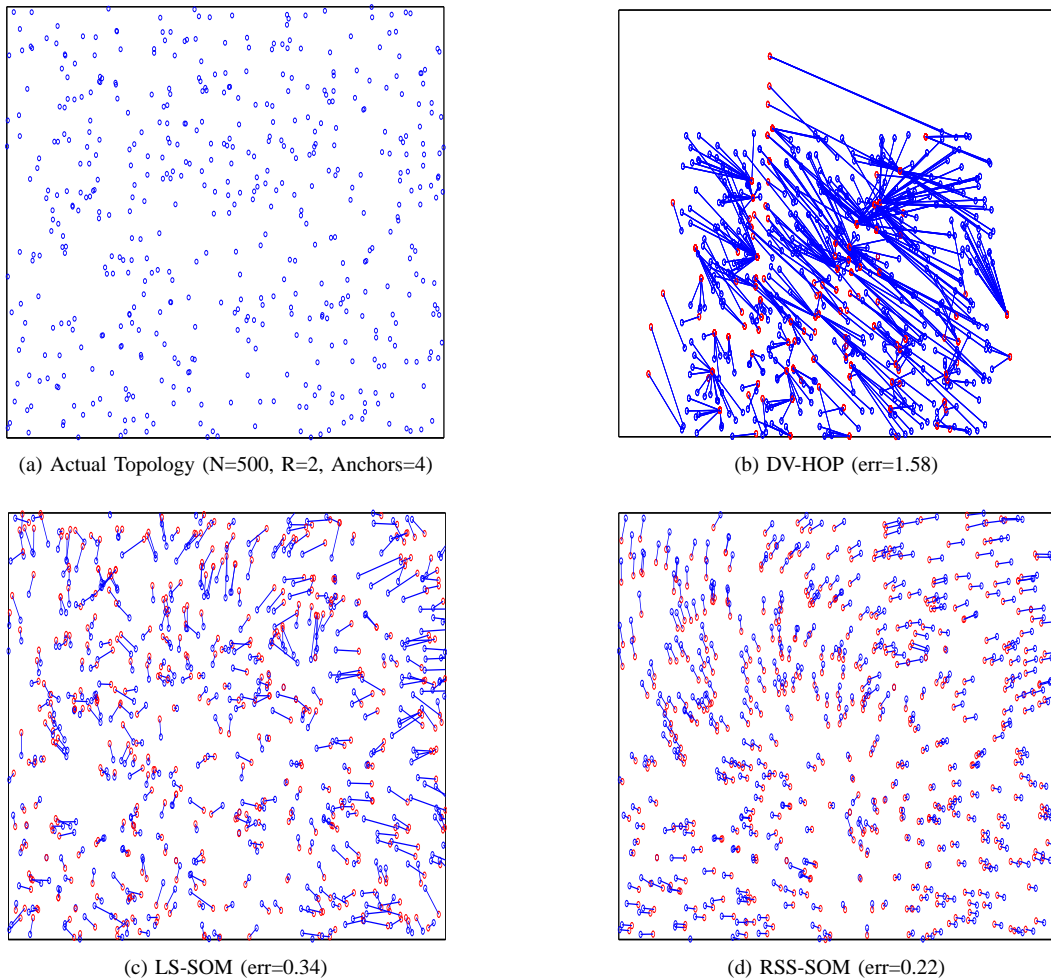 (a) Actual Topology (N=500, R=2, Anchors=4)
(b) DV-HOP (err=1.58)
(c) LS-SOM (err=0.34)
(d) RSS-SOM (err=0.22)